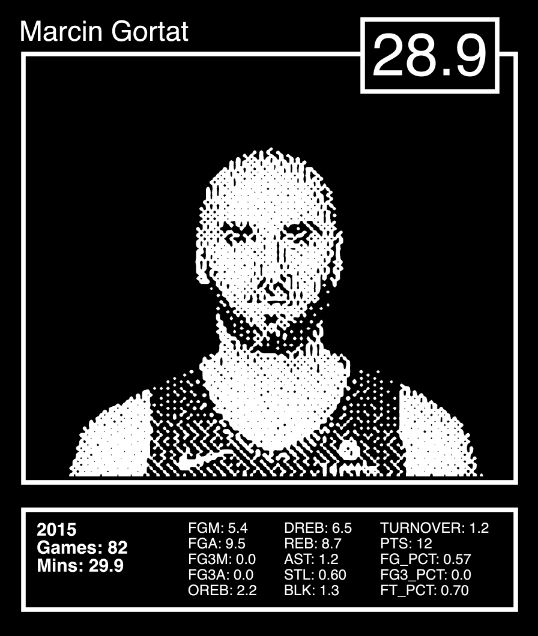 Marcin Gortat
28.9
2015
Games: 82
Mins: 29.9
FGM: 5.4
FGA: 9.5
FG3M: 0.0
FG3A: 0.0
OREB: 2.2
DREB: 6.5
REB: 8.7
AST: 1.2
STL: 0.60
BLK: 1.3
TURNOVER: 1.2
PTS: 12
FG_PCT: 0.57
FG3_PCT: 0.0
FT_PCT: 0.70